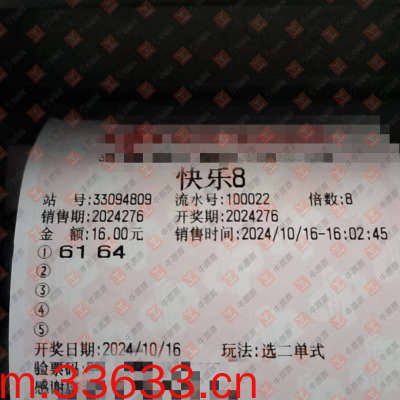 快乐8
站 号:33094809 流水号:100022 倍数:8
销售期:2024276 开奖期:2024276
金 额:16.00元 销售时间:2024/10/16-16:02:45
① 61 64
②
③
④
⑤
开奖日期:2024/10/16 玩法:选二单式
验票码
感谢
m.33633.cn